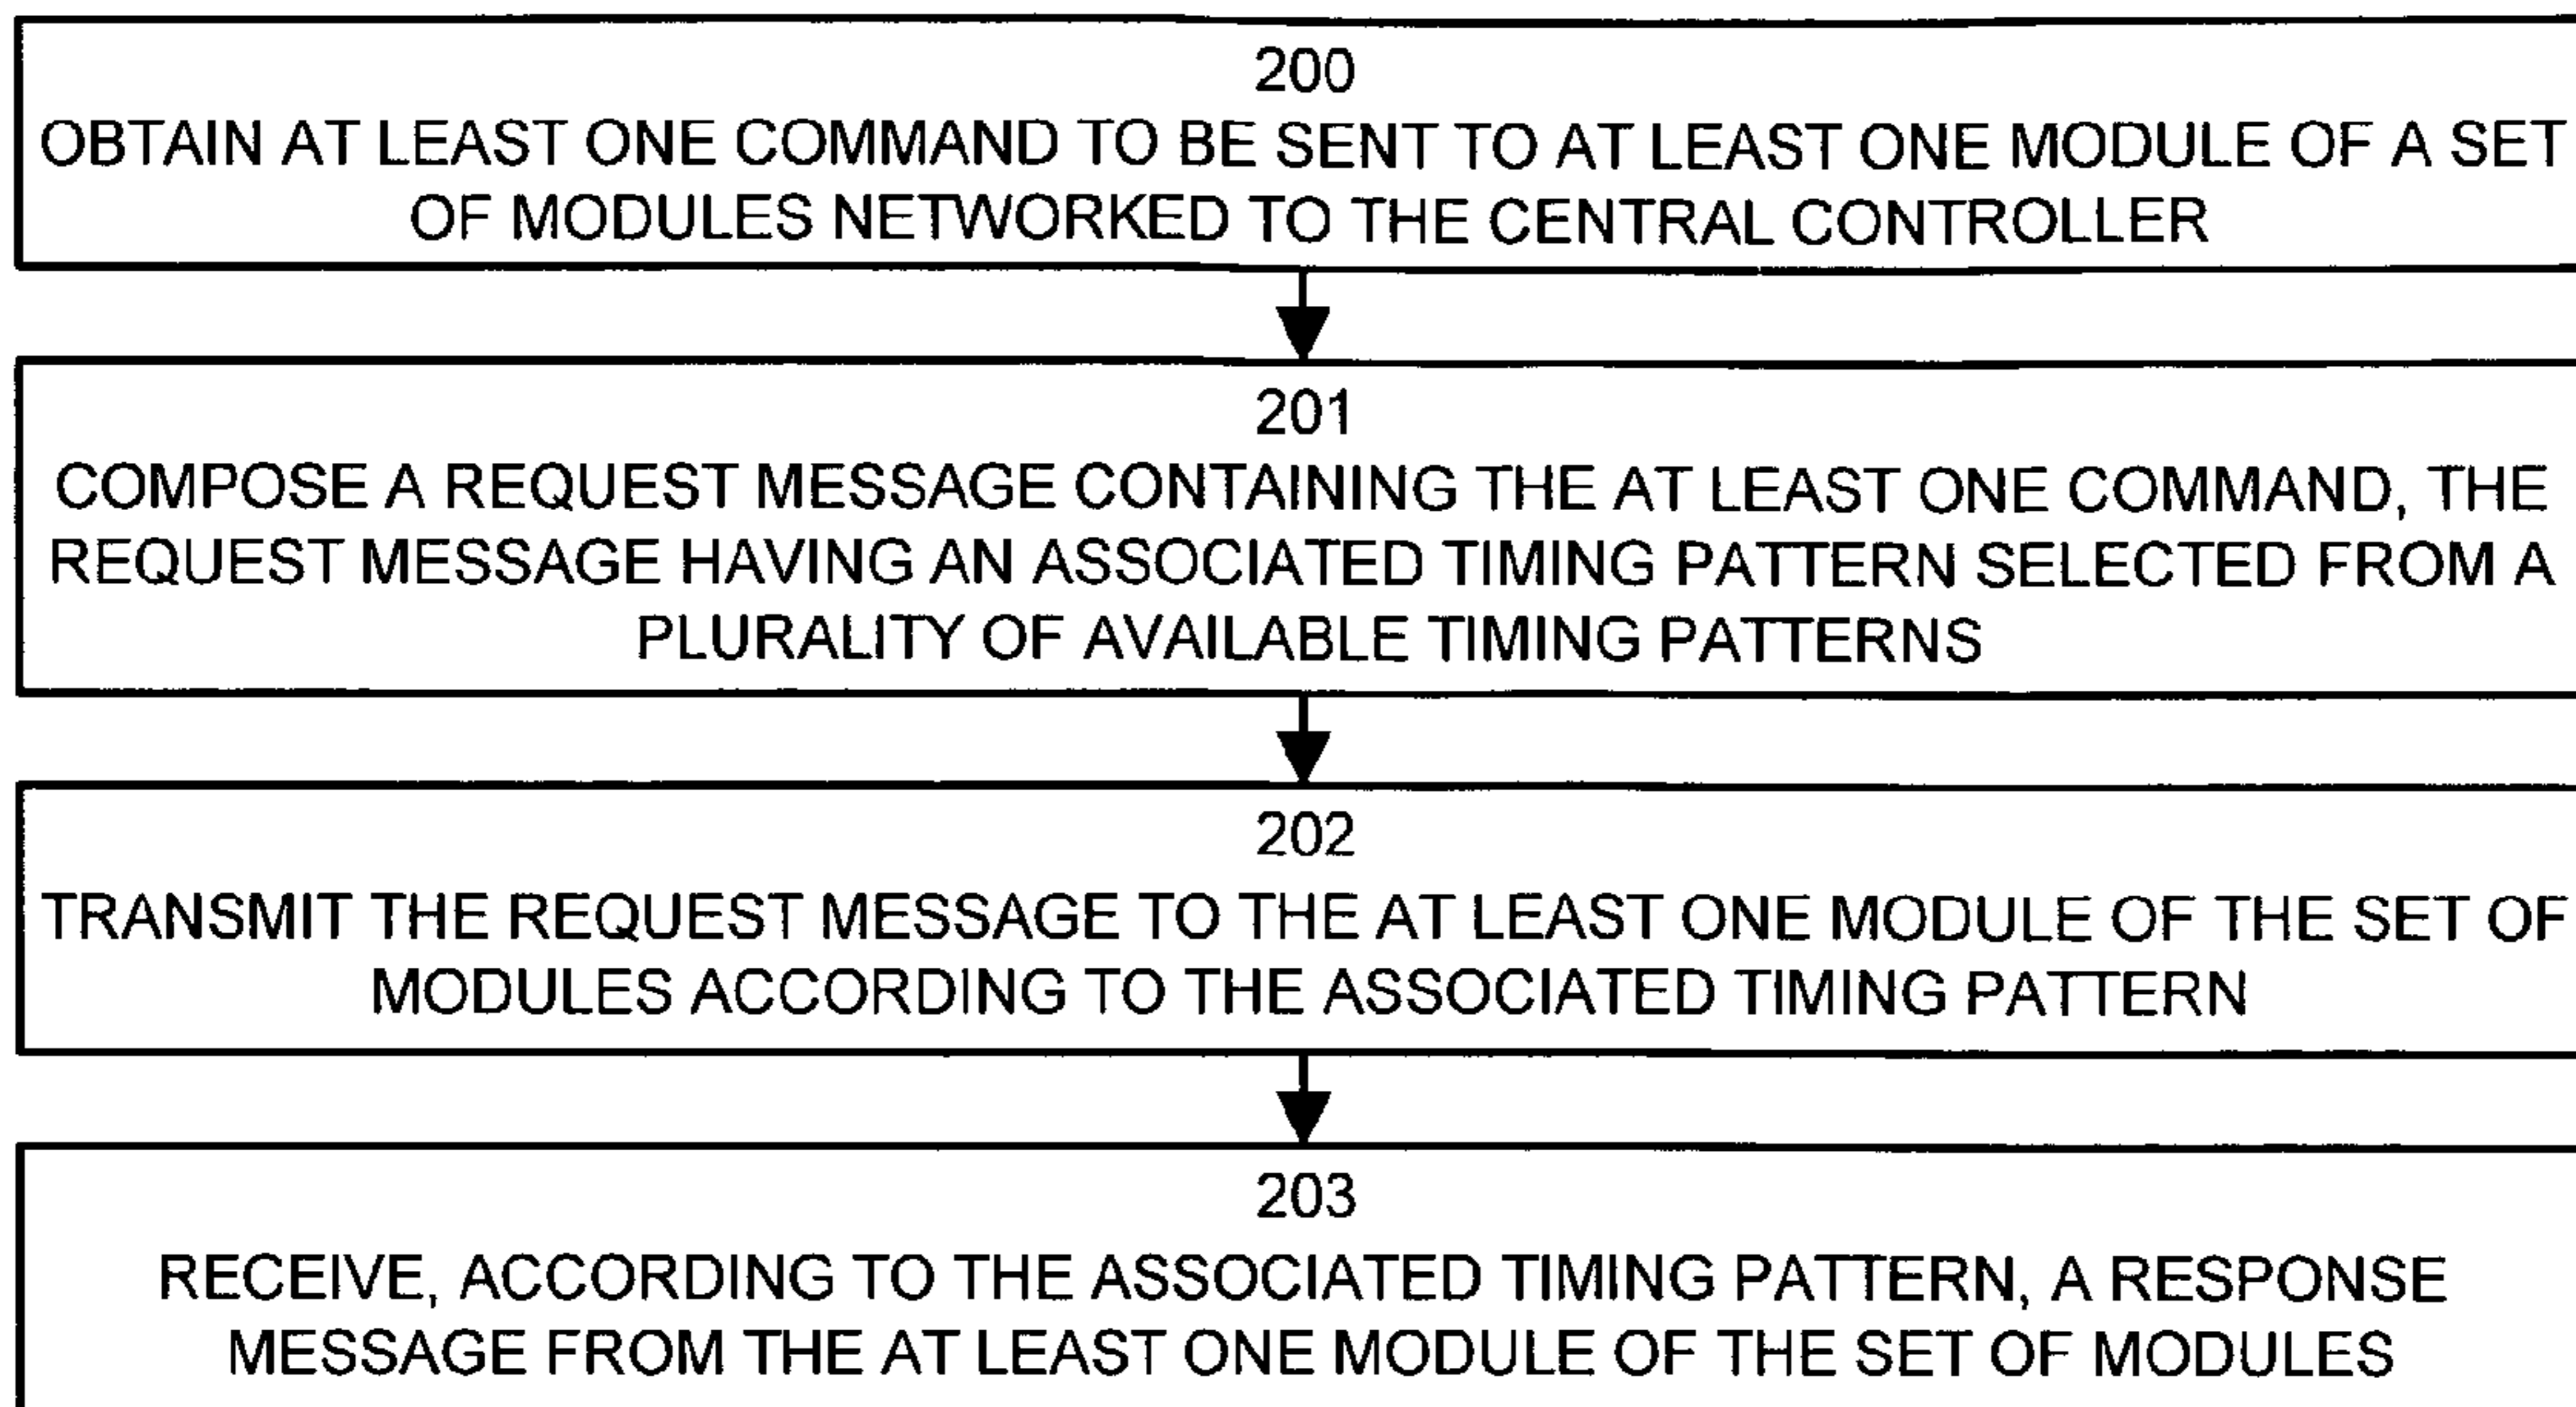 200
OBTAIN AT LEAST ONE COMMAND TO BE SENT TO AT LEAST ONE MODULE OF A SET
OF MODULES NETWORKED TO THE CENTRAL CONTROLLER
201
COMPOSE A REQUEST MESSAGE CONTAINING THE AT LEAST ONE COMMAND, THE
REQUEST MESSAGE HAVING AN ASSOCIATED TIMING PATTERN SELECTED FROM A
PLURALITY OF AVAILABLE TIMING PATTERNS
202
TRANSMIT THE REQUEST MESSAGE TO THE AT LEAST ONE MODULE OF THE SET OF
MODULES ACCORDING TO THE ASSOCIATED TIMING PATTERN
203
RECEIVE, ACCORDING TO THE ASSOCIATED TIMING PATTERN, A RESPONSE
MESSAGE FROM THE AT LEAST ONE MODULE OF THE SET OF MODULES